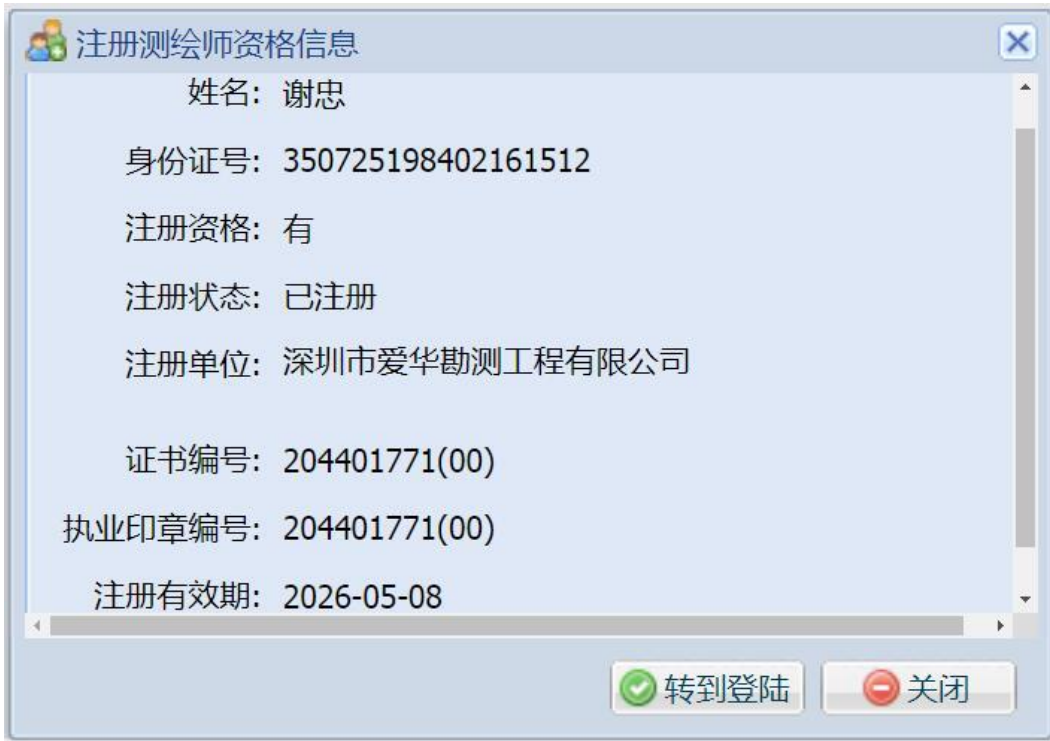 注册测绘师资格信息
姓名: 谢忠
身份证号: 350725198402161512
注册资格: 有
注册状态: 已注册
注册单位: 深圳市爱华勘测工程有限公司
证书编号: 204401771(00)
执业印章编号: 204401771(00)
注册有效期: 2026-05-08
转到登陆 关闭